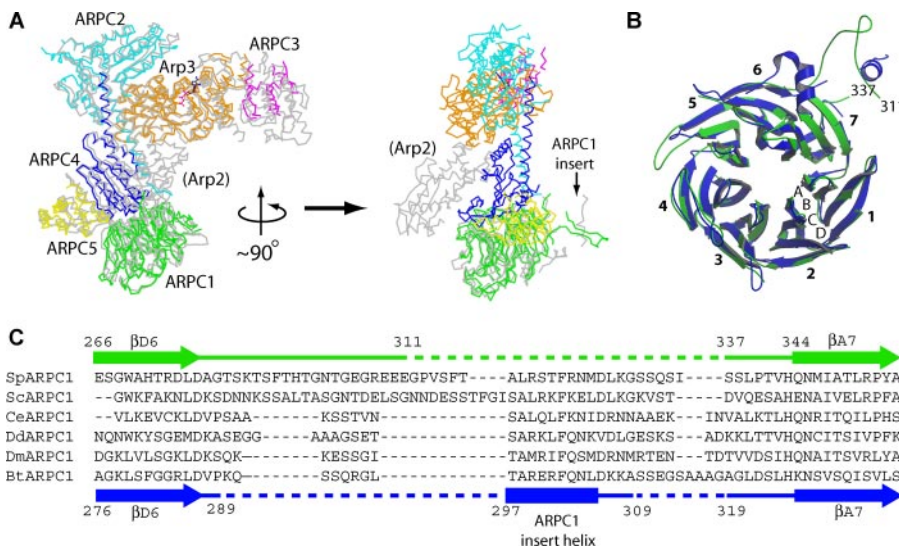 A
ARPC2
Arp3
ARPC3
ARPC4
(Arp2)
ARPC5
ARPC1
~90°
(Arp2)
ARPC1
insert
B
6
5
7
4
3
2
1
A
B
C
D
337
311
C
266 βD6 311 337 344 βA7
SpARPC1 ESGWAHTRDLDAGTSKTSFTHTGNTGEGREEEGPVSFT----ALRSTFRNMDLKGSSQSI---SSLPTVHQNMIATLRPYA
ScARPC1 --GWKFAKNLDKSDNNKSSALTASGNTDELSGNNDESSTFGISALRKFKELDLKGKVST-----DVQESAHENAIVELRPFA
CeARPC1 --VLKEVCKLDVPSAA-----KSSTVN--------------SALQLFKNIDRNNAAEK---INVALKTLHQNRITQILPHS
DdARPC1 NQNWKYSGEMDKASEGG----AAAGSET-------------SARKLFQNKVDLGESKS---ADKKLTTVHQNCITSIVPFK
DmARPC1 DGKLVLSGKLDKSQK------KESSGI--------------TAMRIFQSMDRNMRTEN---TDTVVDSIHQNAITSVRLYA
BtARPC1 AGKLSFGGRLDVPKQ------SSQRGL--------------TARERFQNLDKKASSEGSAAAGAGLDSLHKNSVSQISVLS
276 βD6 289 297 ARPC1 309 319 βA7
insert helix